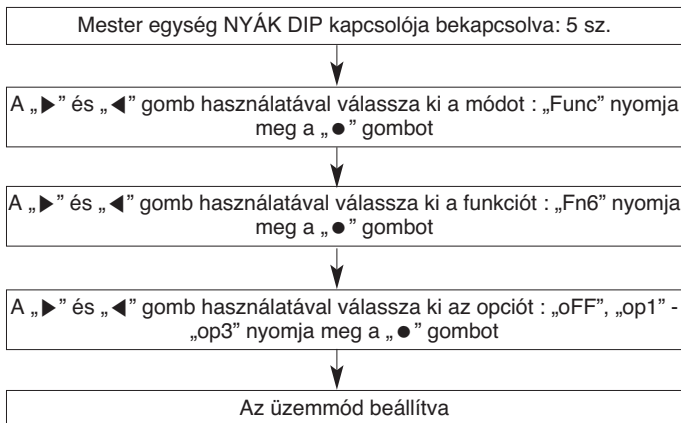 Mester egység NYÁK DIP kapcsolója bekapcsolva: 5 sz.
A „▶” és „◀” gomb használatával válassza ki a módot : „Func” nyomja
meg a „●” gombot
A „▶” és „◀” gomb használatával válassza ki a funkciót : „Fn6” nyomja
meg a „●” gombot
A „▶” és „◀” gomb használatával válassza ki az opciót : „oFF”, „op1” -
„op3” nyomja meg a „●” gombot
Az üzemmód beállítva